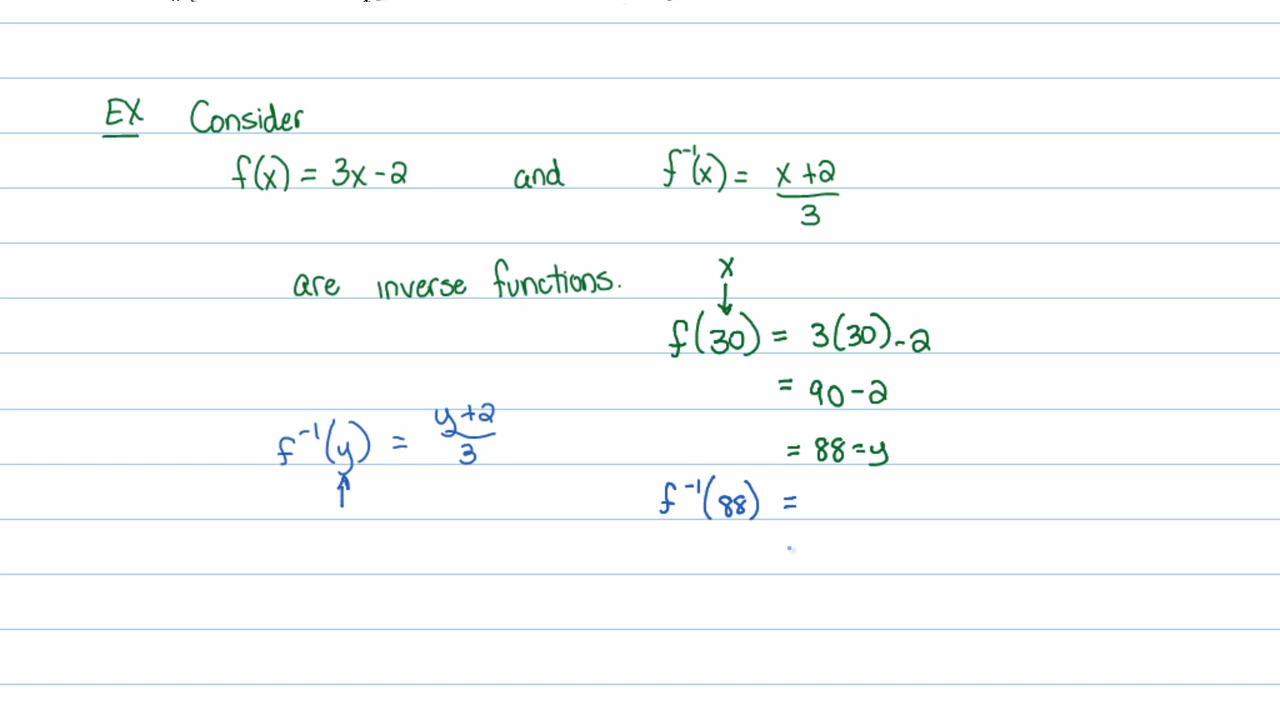 EX Consider
f(x) = 3x - 2 and f⁻¹(x) = (x + 2)/3
are inverse functions.
x
↓
f(30) = 3(30) - 2
= 90 - 2
= 88 = y
f⁻¹(y) = (y + 2)/3
↑
f⁻¹(88) =